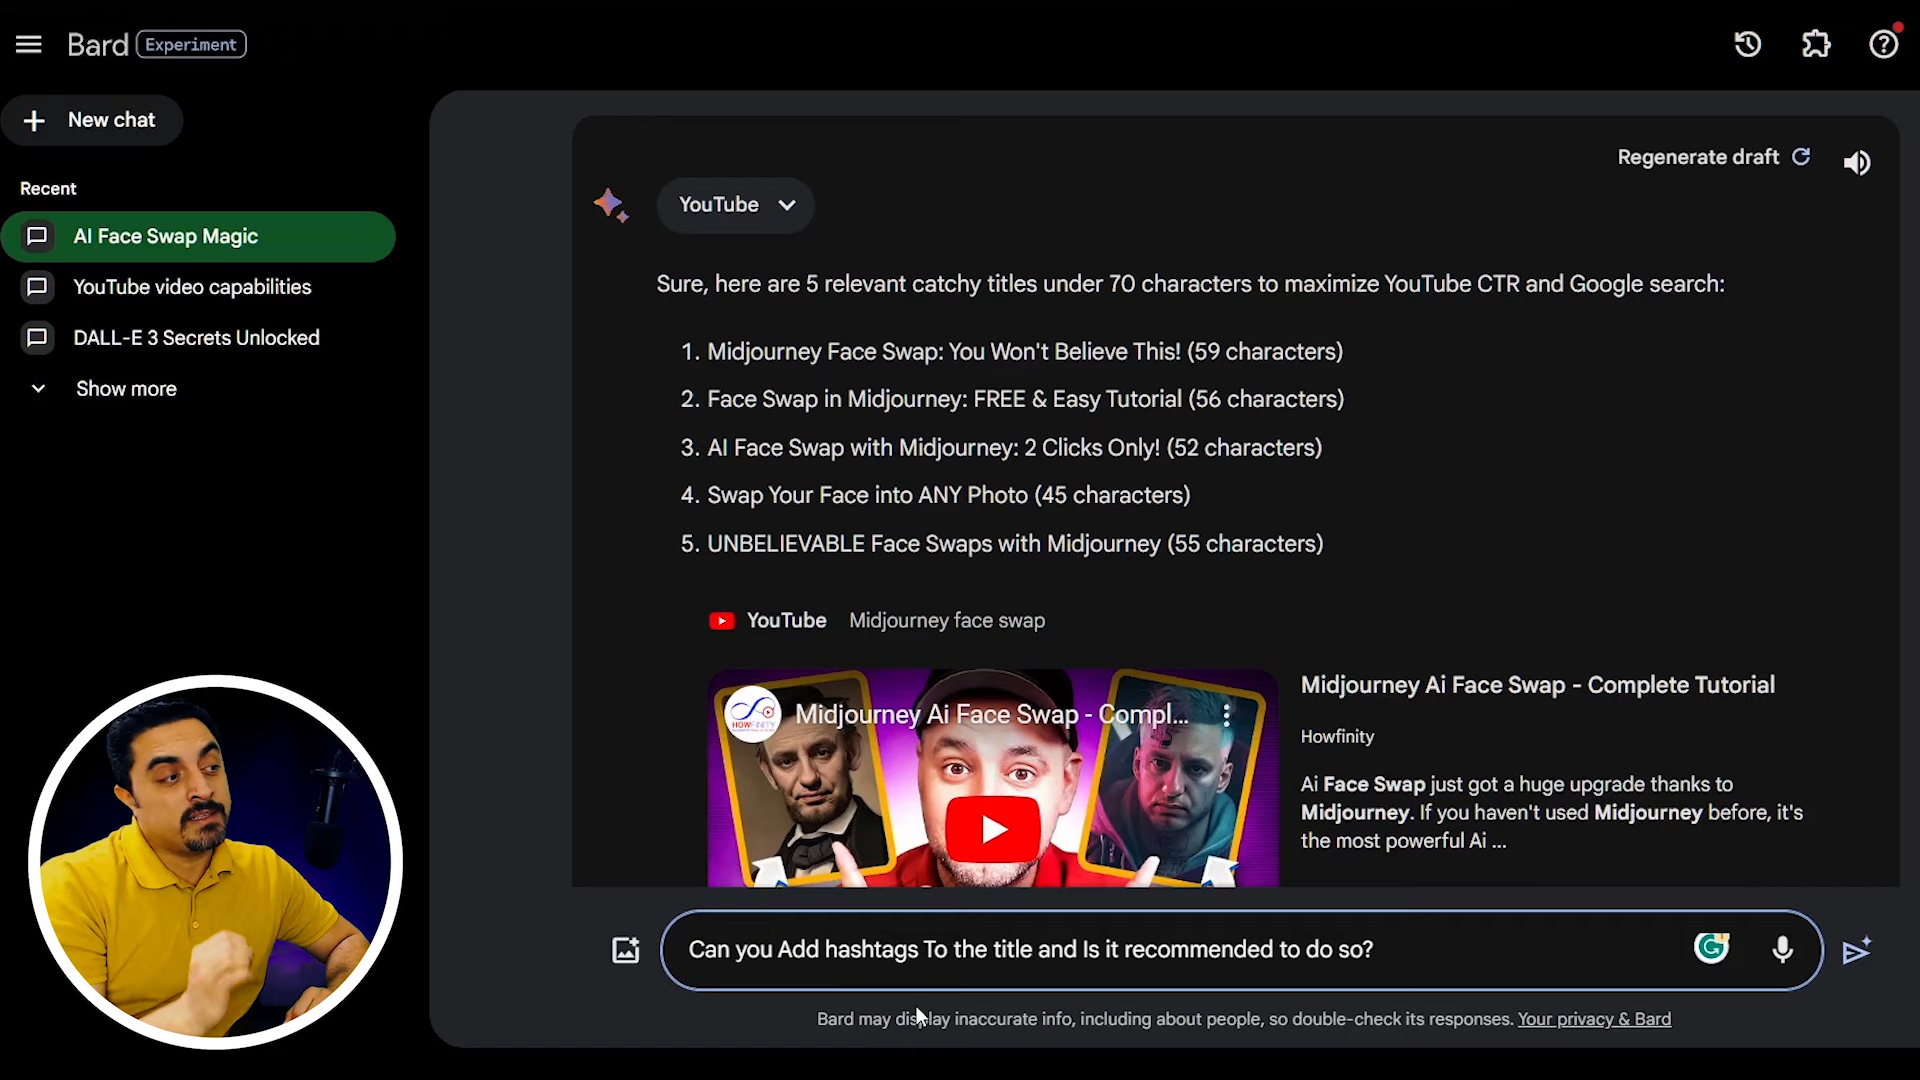 Bard Experiment
New chat
Recent
AI Face Swap Magic
YouTube video capabilities
DALL-E 3 Secrets Unlocked
Show more
Regenerate draft
YouTube
Sure, here are 5 relevant catchy titles under 70 characters to maximize YouTube CTR and Google search:
1. Midjourney Face Swap: You Won't Believe This! (59 characters)
2. Face Swap in Midjourney: FREE & Easy Tutorial (56 characters)
3. AI Face Swap with Midjourney: 2 Clicks Only! (52 characters)
4. Swap Your Face into ANY Photo (45 characters)
5. UNBELIEVABLE Face Swaps with Midjourney (55 characters)
YouTube Midjourney face swap
HOWFINITY
Midjourney Ai Face Swap - Compl...
Midjourney Ai Face Swap - Complete Tutorial
Howfinity
Ai Face Swap just got a huge upgrade thanks to
Midjourney. If you haven't used Midjourney before, it's
the most powerful Ai ...
Can you Add hashtags To the title and Is it recommended to do so?
Bard may display inaccurate info, including about people, so double-check its responses. Your privacy & Bard